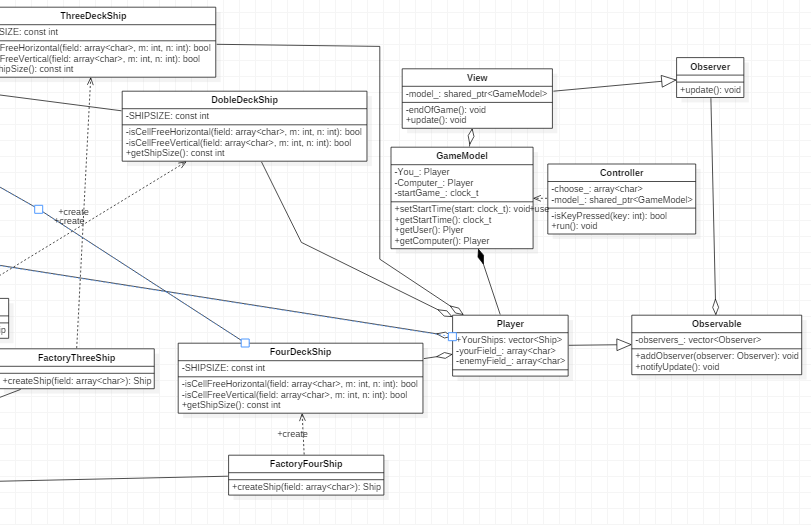 ThreeDeckShip
SIZE: const int
FreeHorizontal(field: array<char>, m: int, n: int): bool
FreeVertical(field: array<char>, m: int, n: int): bool
hipSize(): const int
DobleDeckShip
-SHIPSIZE: const int
-isCellFreeHorizontal(field: array<char>, m: int, n: int): bool
-isCellFreeVertical(field: array<char>, m: int, n: int): bool
+getShipSize(): const int
View
-model_: shared_ptr<GameModel>
+endOfGame(): void
+update(): void
Observer
+update(): void
GameModel
-You_: Player
-Computer_: Player
-startGame_: clock_t
+setStartTime(start: clock_t): void
+getStartTime(): clock_t
+getUser(): Plyer
+getComputer(): Player
+use
Controller
-choose_: array<char>
-model_: shared_ptr<GameModel>
-isKeyPressed(key: int): bool
+run(): void
+create
+create
ip
FactoryThreeShip
+createShip(field: array<char>): Ship
FourDeckShip
-SHIPSIZE: const int
-isCellFreeHorizontal(field: array<char>, m: int, n: int): bool
-isCellFreeVertical(field: array<char>, m: int, n: int): bool
+getShipSize(): const int
Player
+YourShips: vector<Ship>
-yourField_: array<char>
-enemyField_: array<char>
Observable
-observers_: vector<Observer>
+addObserver(observer: Observer): void
+notifyUpdate(): void
+create
FactoryFourShip
+createShip(field: array<char>): Ship